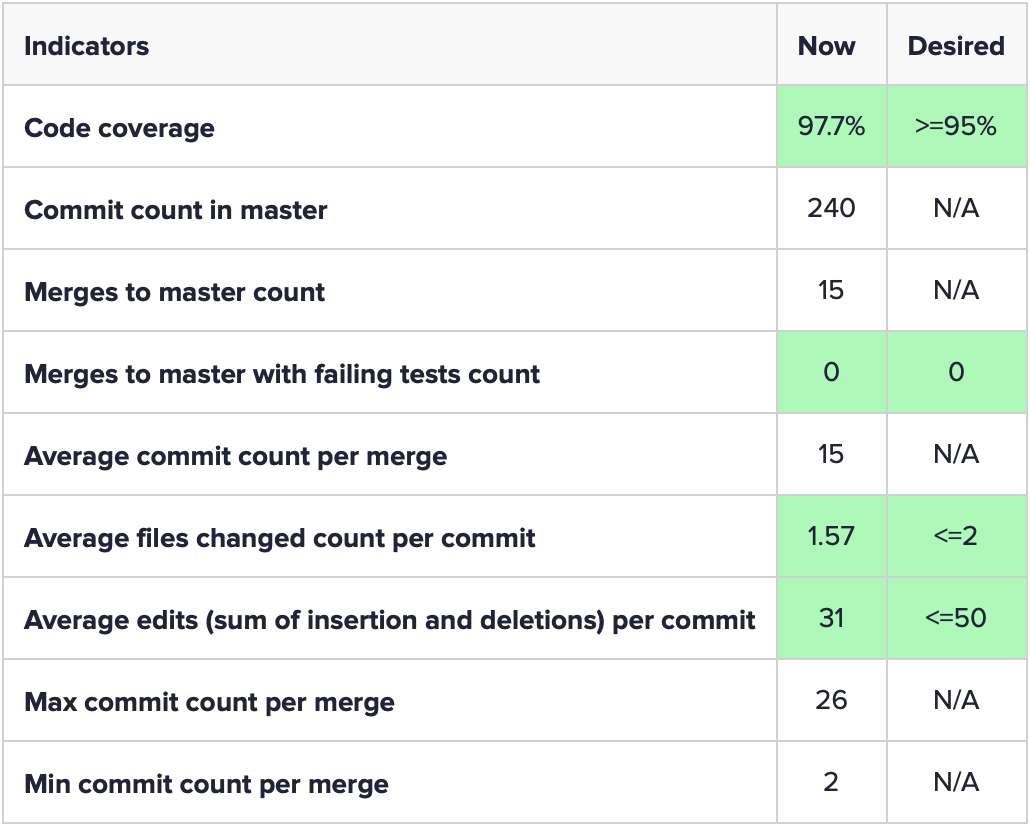 Indicators Now Desired
Code coverage 97.7% >=95%
Commit count in master 240 N/A
Merges to master count 15 N/A
Merges to master with failing tests count 0 0
Average commit count per merge 15 N/A
Average files changed count per commit 1.57 <=2
Average edits (sum of insertion and deletions) per commit 31 <=50
Max commit count per merge 26 N/A
Min commit count per merge 2 N/A